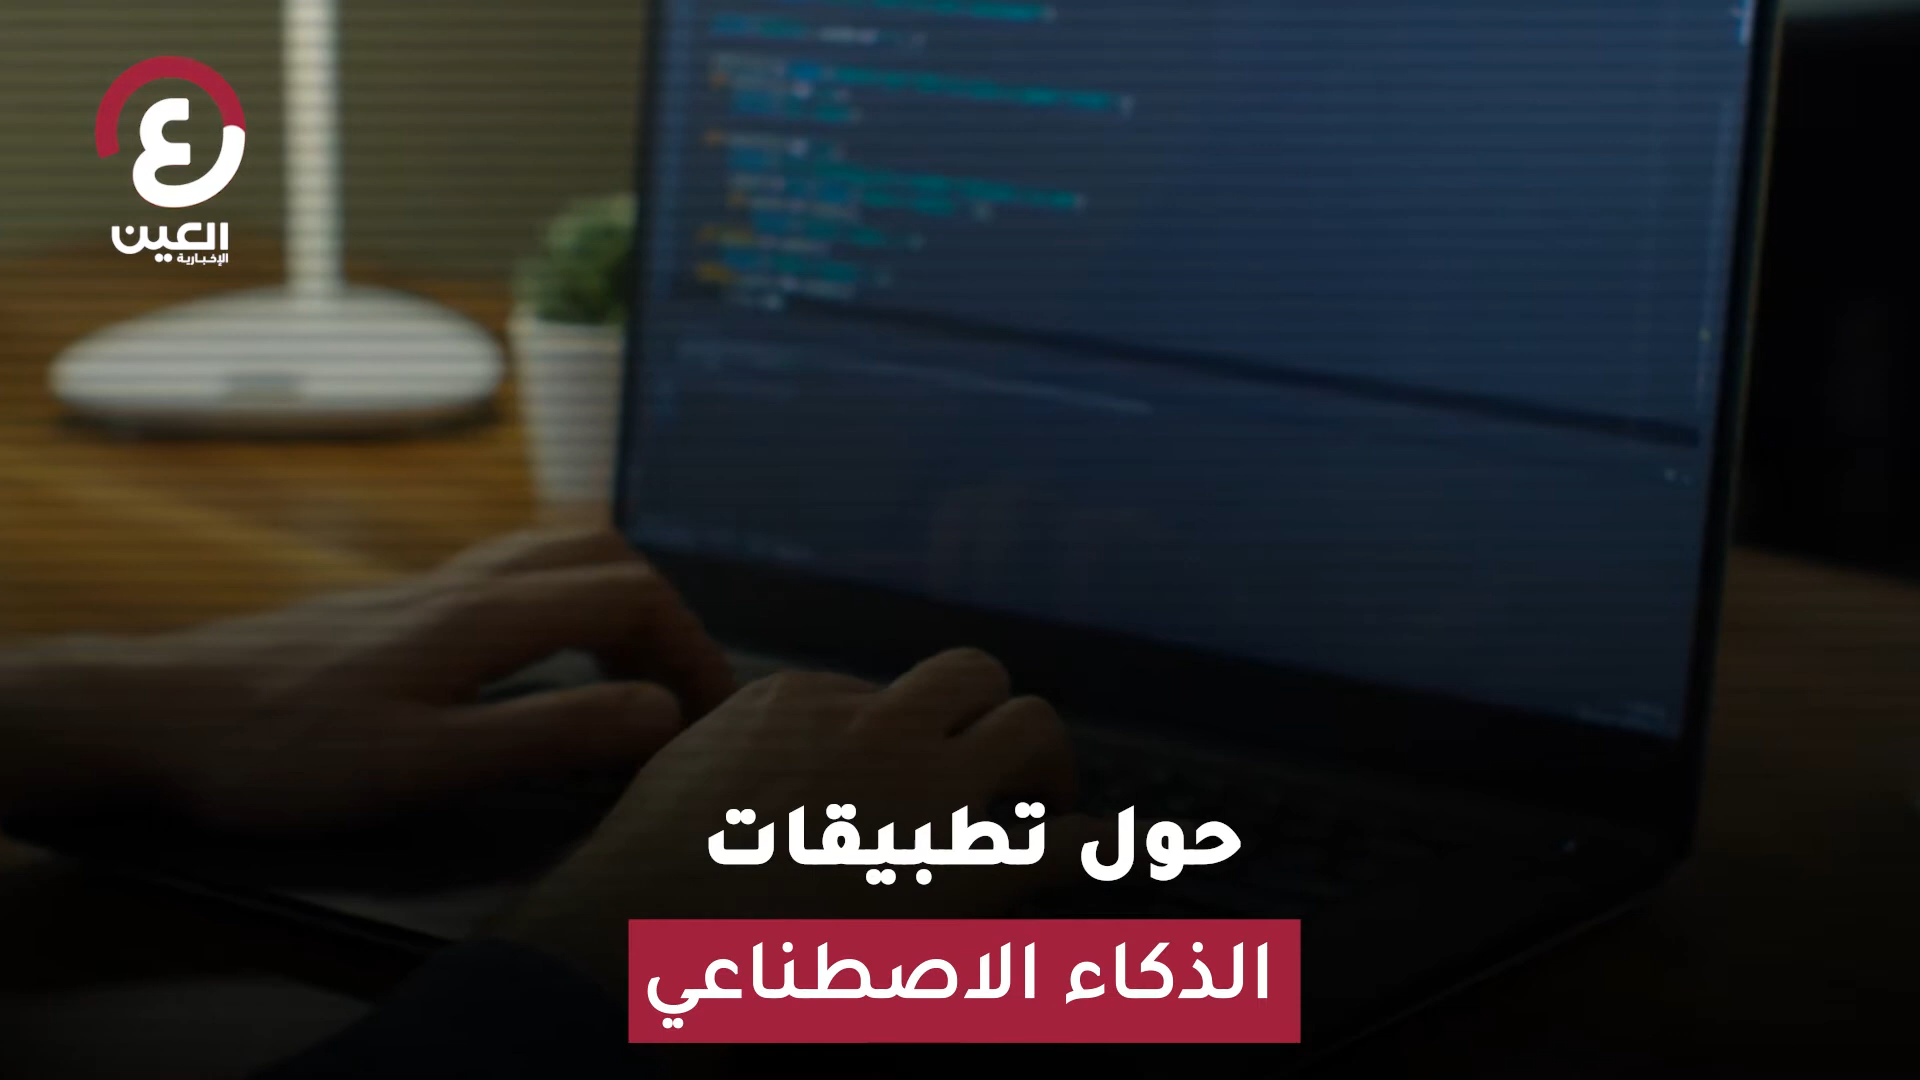 العين
الإخبارية
حول تطبيقات
الذكاء الاصطناعي